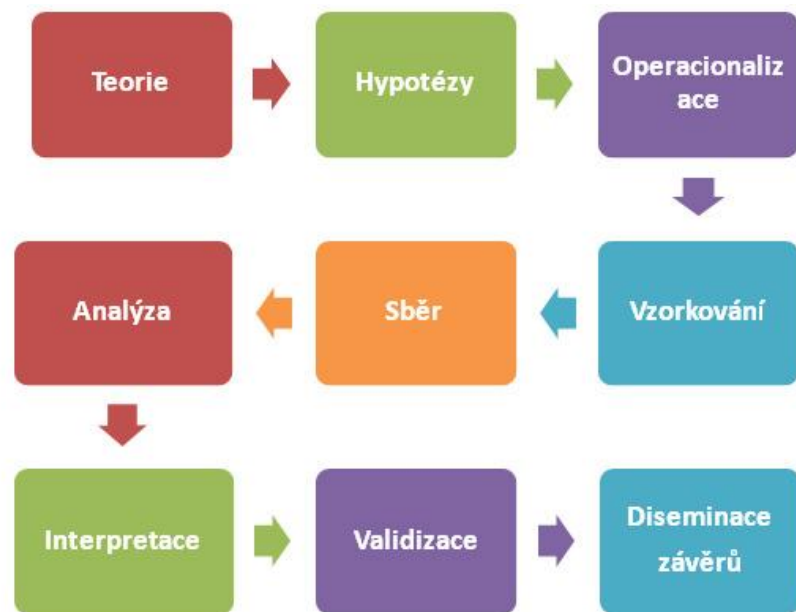 Teorie
Hypotézy
Operacionaliz
ace
Vzorkování
Sběr
Analýza
Interpretace
Validizace
Diseminace
závěrů